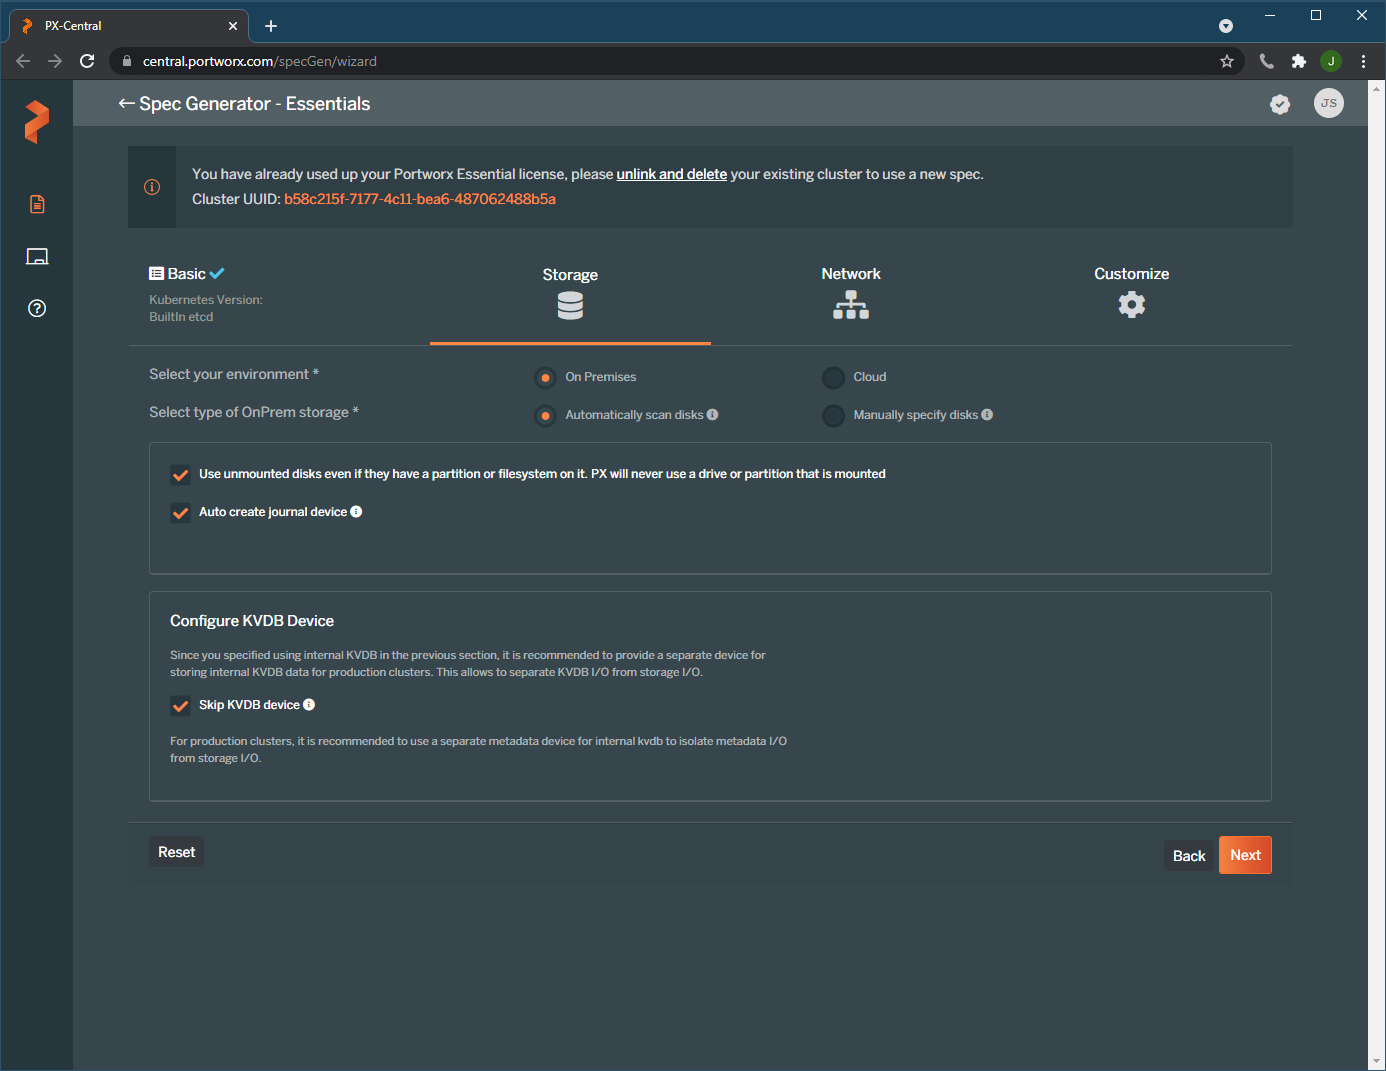 PX-Central
central.portworx.com/specGen/wizard
J
Spec Generator - Essentials
JS
You have already used up your Portworx Essential license, please unlink and delete your existing cluster to use a new spec.
Cluster UUID: b58c215f-7177-4c11-bea6-487062488b5a
Basic
Kubernetes Version:
BuiltIn etcd
Storage
Network
Customize
Select your environment *
On Premises
Cloud
Select type of OnPrem storage *
Automatically scan disks
Manually specify disks
Use unmounted disks even if they have a partition or filesystem on it. PX will never use a drive or partition that is mounted
Auto create journal device
Configure KVDB Device
Since you specified using internal KVDB in the previous section, it is recommended to provide a separate device for
storing internal KVDB data for production clusters. This allows to separate KVDB I/O from storage I/O.
Skip KVDB device
For production clusters, it is recommended to use a separate metadata device for internal kvdb to isolate metadata I/O
from storage I/O.
Reset
Back
Next